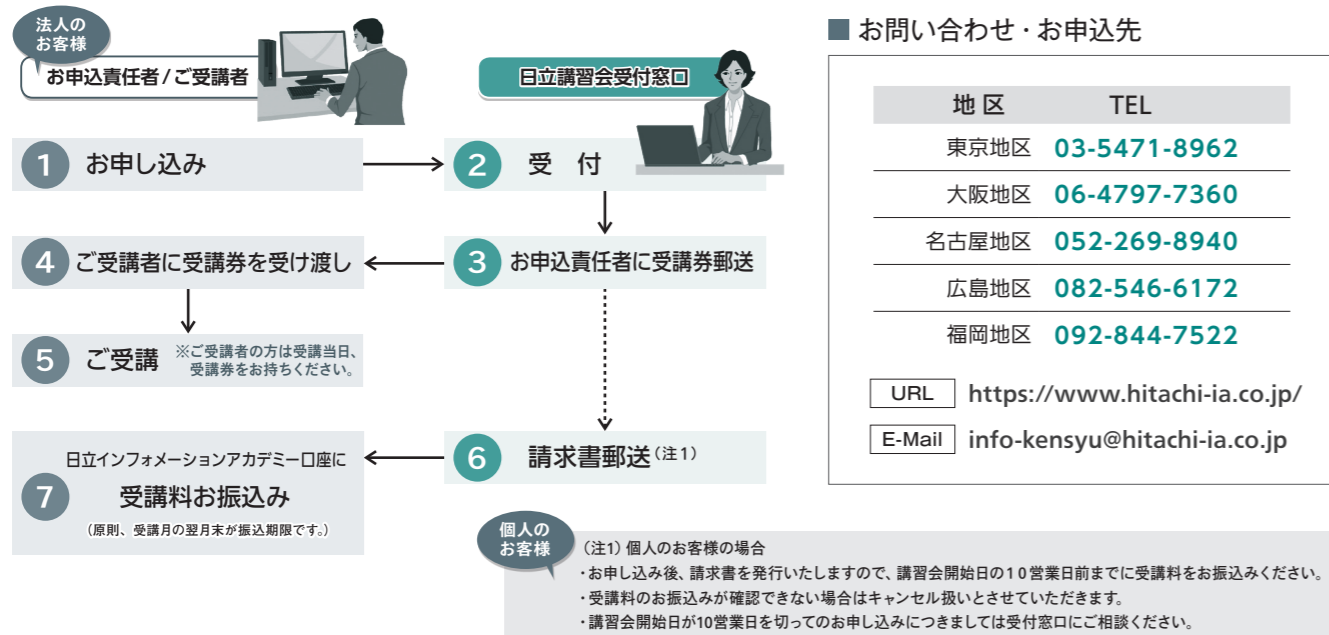 法人の
お客様
お申込責任者/ご受講者
日立講習会受付窓口
1 お申し込み
2 受 付
4 ご受講者に受講券を受け渡し
3 お申込責任者に受講券郵送
5 ご受講 ※ご受講者の方は受講当日、
受講券をお持ちください。
7 日立インフォメーションアカデミー口座に
受講料お振込み
(原則、受講月の翌月末が振込期限です。)
6 請求書郵送(注1)
■ お問い合わせ・お申込先
地 区 TEL
東京地区 03-5471-8962
大阪地区 06-4797-7360
名古屋地区 052-269-8940
広島地区 082-546-6172
福岡地区 092-844-7522
URL https://www.hitachi-ia.co.jp/
E-Mail info-kensyu@hitachi-ia.co.jp
個人の
お客様
(注1) 個人のお客様の場合
・お申し込み後、請求書を発行いたしますので、講習会開始日の10営業日前までに受講料をお振込みください。
・受講料のお振込みが確認できない場合はキャンセル扱いとさせていただきます。
・講習会開始日が10営業日を切ってのお申し込みにつきましては受付窓口にご相談ください。